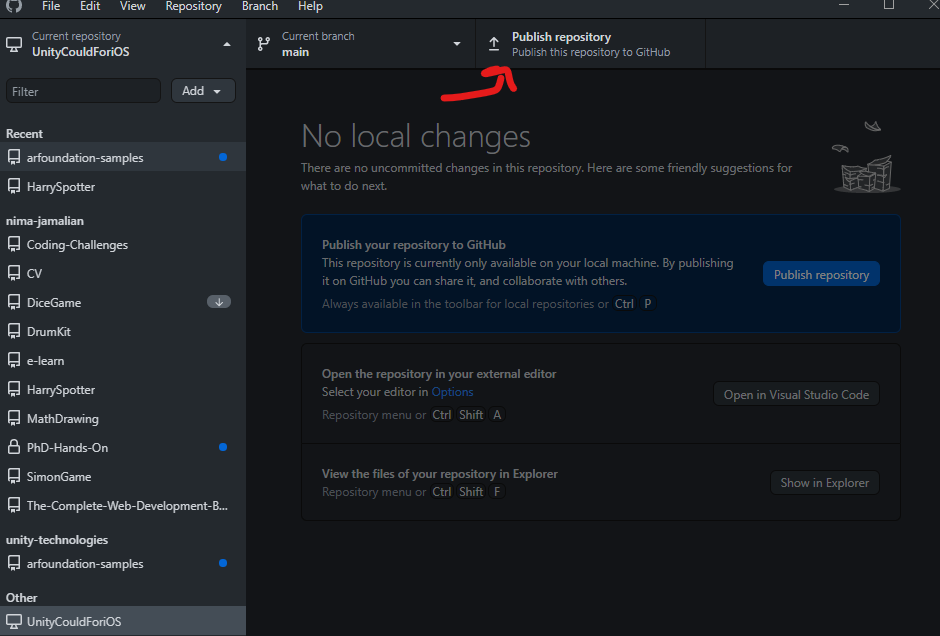 File Edit View Repository Branch Help
Current repository
UnityCouldForiOS
Current branch
main
Publish repository
Publish this repository to GitHub
Filter
Add
Recent
arfoundation-samples
HarrySpotter
nima-jamalian
Coding-Challenges
CV
DiceGame
DrumKit
e-learn
HarrySpotter
MathDrawing
PhD-Hands-On
SimonGame
The-Complete-Web-Development-B...
unity-technologies
arfoundation-samples
Other
UnityCouldForiOS
No local changes
There are no uncommitted changes in this repository. Here are some friendly suggestions for
what to do next.
Publish your repository to GitHub
This repository is currently only available on your local machine. By publishing
it on GitHub you can share it, and collaborate with others.
Always available in the toolbar for local repositories or Ctrl P
Publish repository
Open the repository in your external editor
Select your editor in Options
Repository menu or Ctrl Shift A
Open in Visual Studio Code
View the files of your repository in Explorer
Repository menu or Ctrl Shift F
Show in Explorer